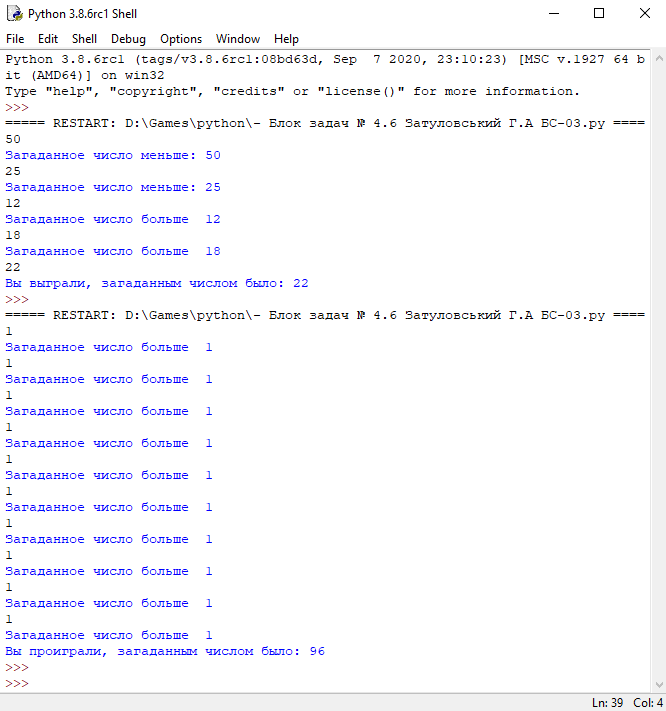 Python 3.8.6rc1 Shell
File Edit Shell Debug Options Window Help
Python 3.8.6rc1 (tags/v3.8.6rc1:08bd63d, Sep  7 2020, 23:10:23) [MSC v.1927 64 b
it (AMD64)] on win32
Type "help", "copyright", "credits" or "license()" for more information.
>>>
===== RESTART: D:\Games\python\- Блок задач № 4.6 Затуловський Г.А БС-03.py ====
50
Загаданное число меньше: 50
25
Загаданное число меньше: 25
12
Загаданное число больше  12
18
Загаданное число больше  18
22
Вы выграли, загаданным числом было: 22
>>>
===== RESTART: D:\Games\python\- Блок задач № 4.6 Затуловський Г.А БС-03.py ====
1
Загаданное число больше  1
1
Загаданное число больше  1
1
Загаданное число больше  1
1
Загаданное число больше  1
1
Загаданное число больше  1
1
Загаданное число больше  1
1
Загаданное число больше  1
1
Загаданное число больше  1
1
Загаданное число больше  1
1
Загаданное число больше  1
Вы проиграли, загаданным числом было: 96
>>>
>>>
Ln: 39 Col: 4